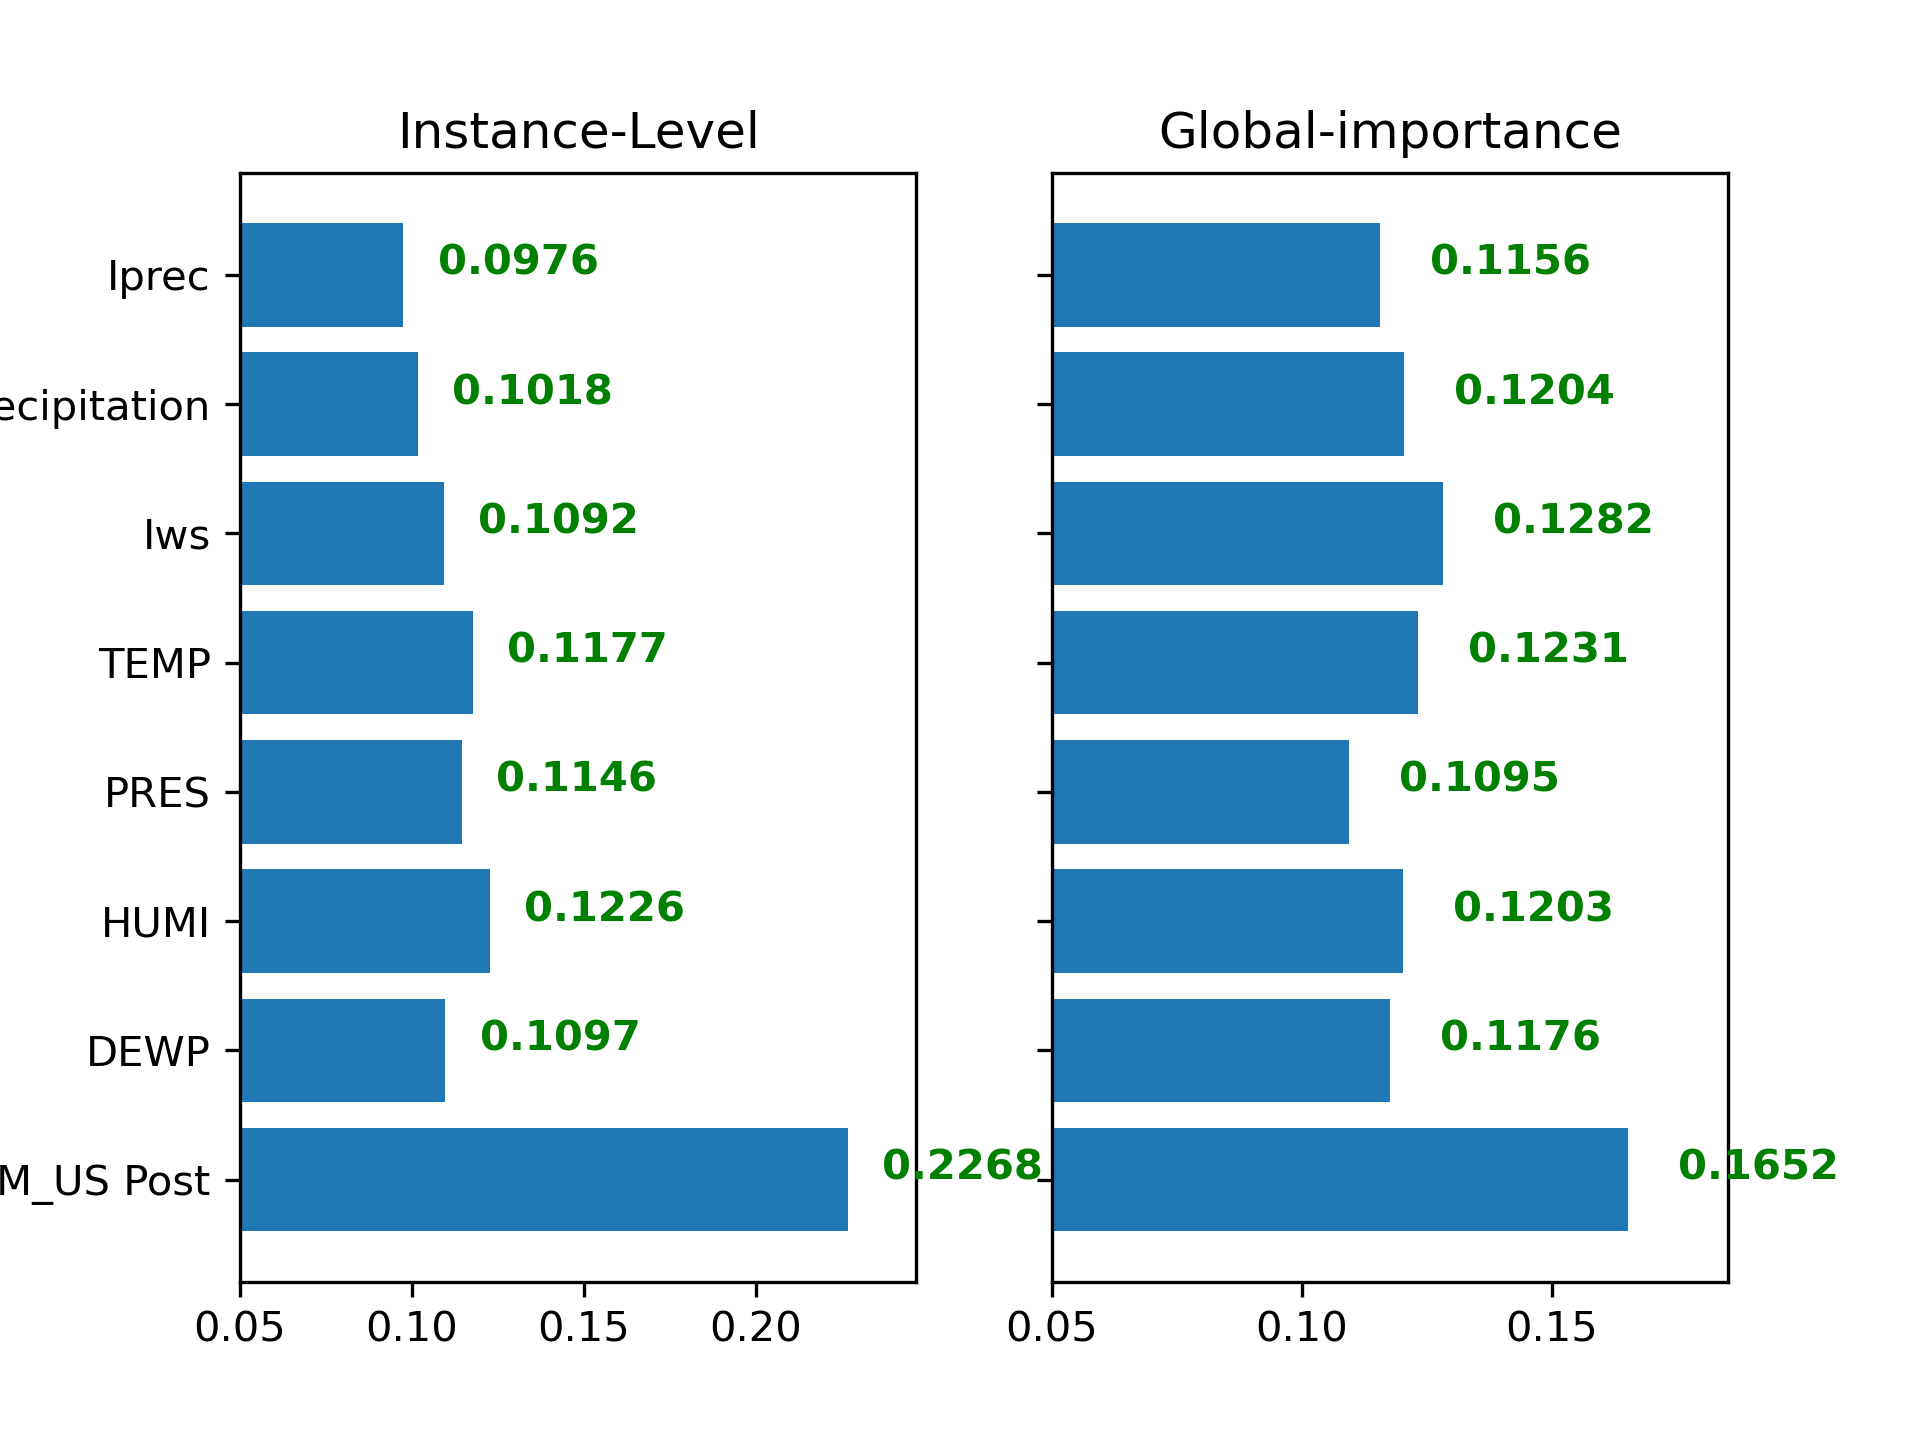 Instance-Level
Iprec
0.0976
ecipitation
0.1018
Iws
0.1092
TEMP
0.1177
PRES
0.1146
HUMI
0.1226
DEWP
0.1097
M_US Post
0.2268
0.05 0.10 0.15 0.20
Global-importance
0.1156
0.1204
0.1282
0.1231
0.1095
0.1203
0.1176
0.1652
0.05 0.10 0.15